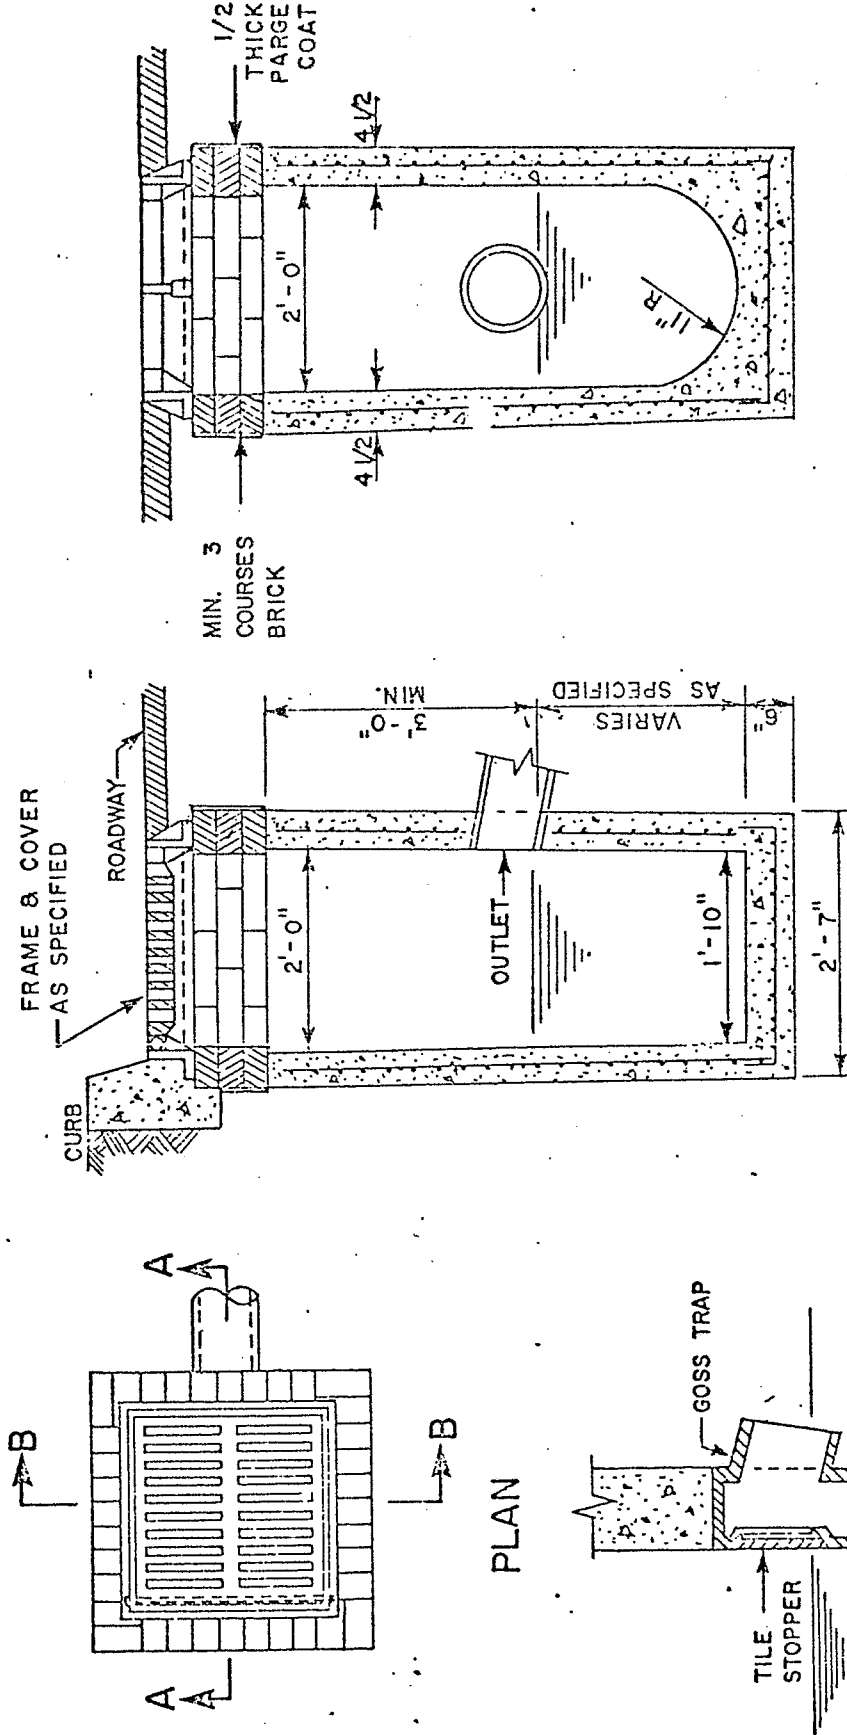 1/2
THICK
PARGE
COAT
4 1/2
2'-0"
4 1/2
11" R
MIN. 3
COURSES
BRICK
FRAME & COVER
AS SPECIFIED
ROADWAY
CURB
2'-0"
OUTLET
1'-10"
2'-7"
3'-0"
MIN.
VARIES
AS SPECIFIED
6"
B
B
A
A
PLAN
GOSS TRAP
TILE
STOPPER